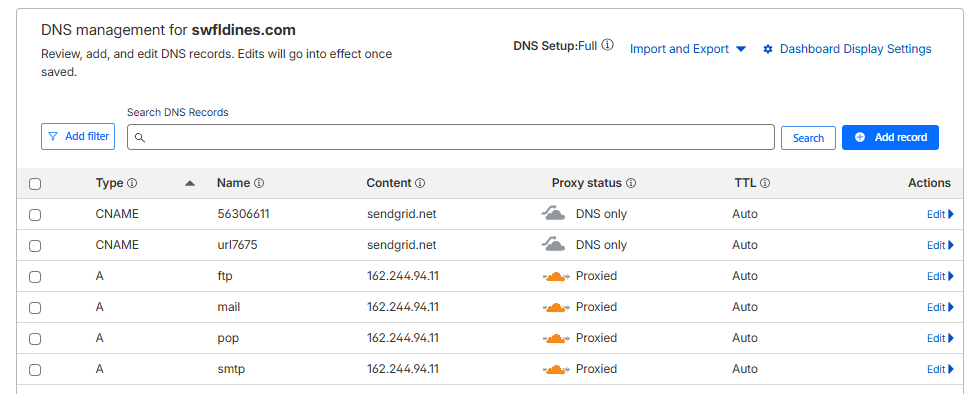 DNS management for swfldines.com
Review, add, and edit DNS records. Edits will go into effect once
saved.
DNS Setup:Full
Import and Export
Dashboard Display Settings
Search DNS Records
Add filter
Search
Add record
Type Name Content Proxy status TTL Actions
CNAME 56306611 sendgrid.net DNS only Auto Edit
CNAME url7675 sendgrid.net DNS only Auto Edit
A ftp 162.244.94.11 Proxied Auto Edit
A mail 162.244.94.11 Proxied Auto Edit
A pop 162.244.94.11 Proxied Auto Edit
A smtp 162.244.94.11 Proxied Auto Edit